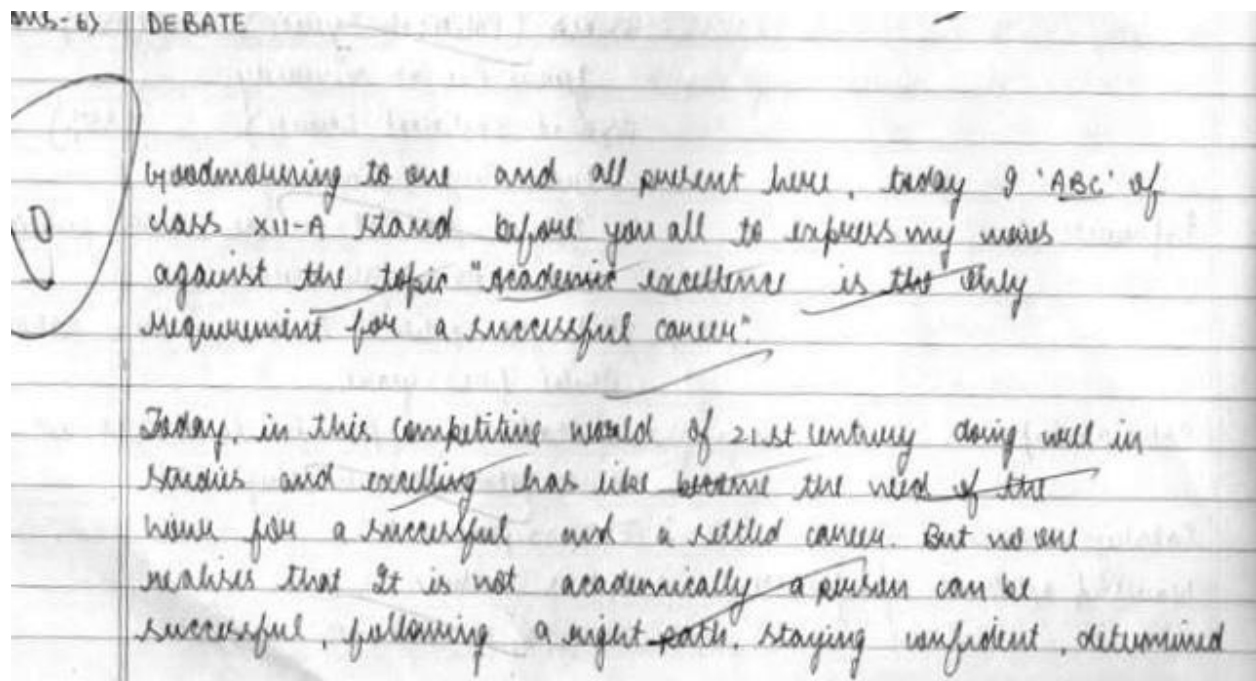 Ans-6) DEBATE
Goodmourning to one and all present here, today I 'ABC' of
class XII-A stand before you all to express my views
against the topic "academic excellence is the only
requirement for a successful career".
Today, in this competitive world of 21st century doing well in
studies and excelling has like become the need of the
hour for a successful and a settled career. But no one
realises that It is not academically a person can be
successful, following a right path, staying confident, determined